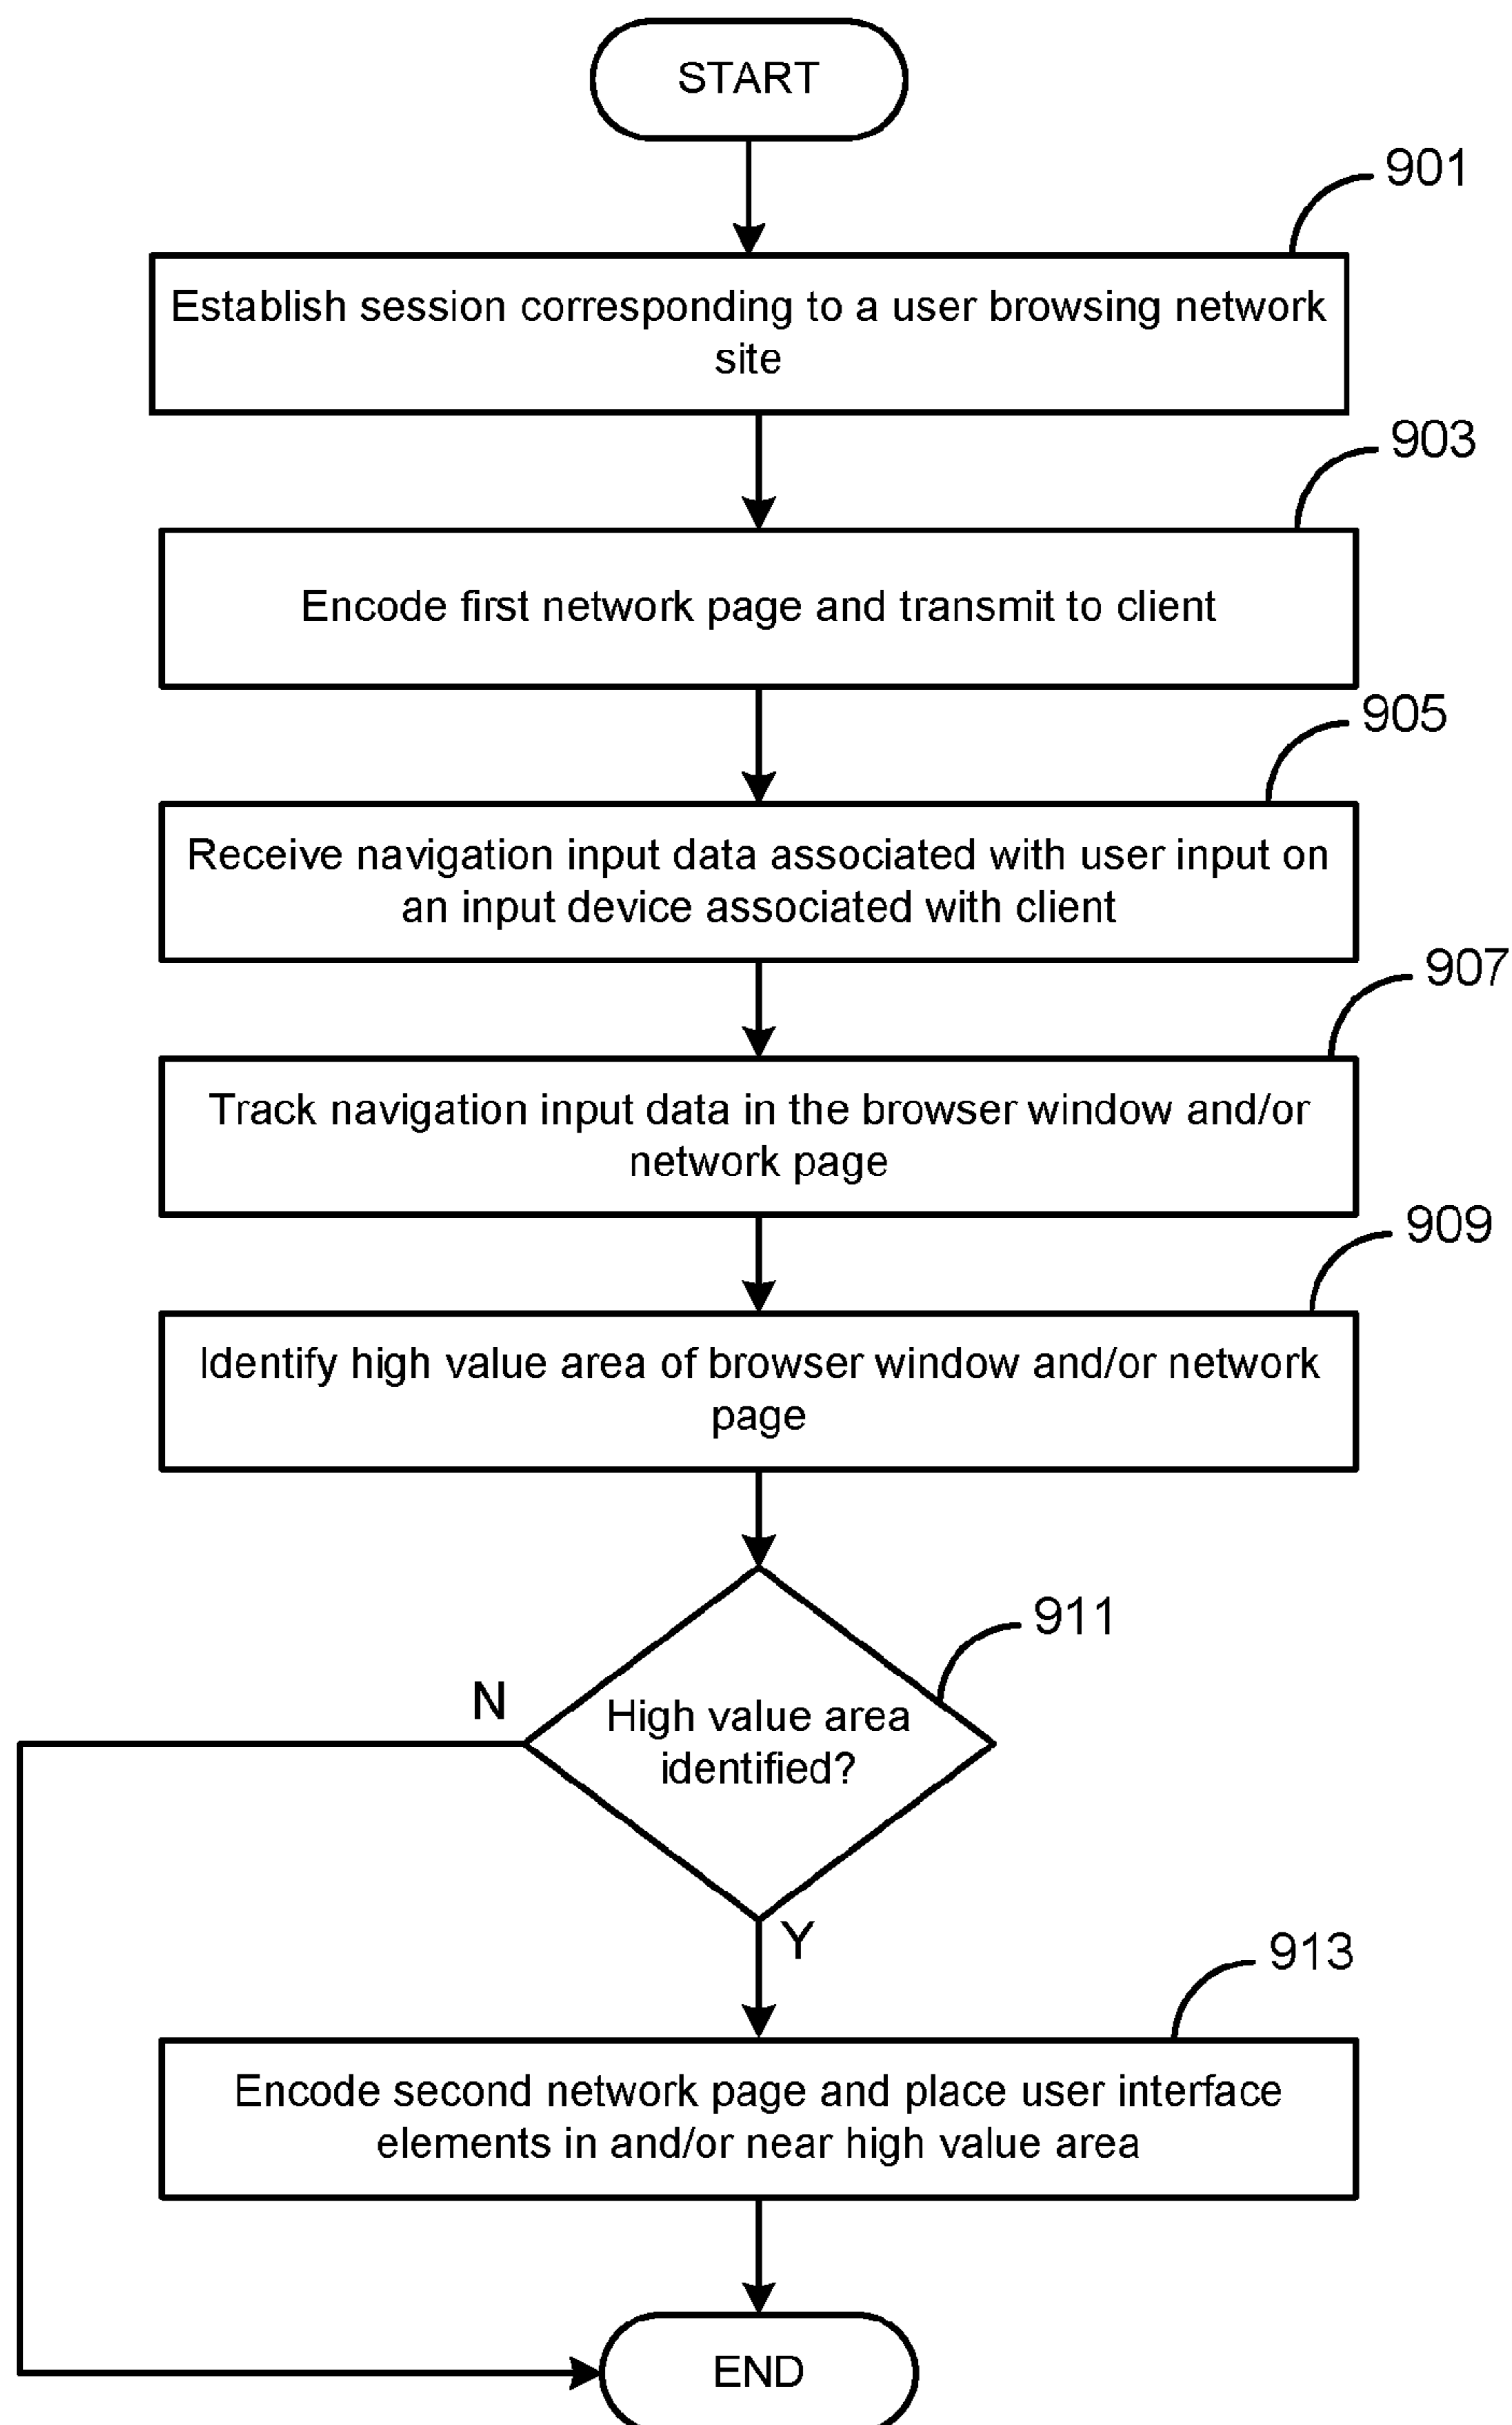 START
901
Establish session corresponding to a user browsing network
site
903
Encode first network page and transmit to client
905
Receive navigation input data associated with user input on
an input device associated with client
907
Track navigation input data in the browser window and/or
network page
909
Identify high value area of browser window and/or network
page
911
N
High value area
identified?
Y
913
Encode second network page and place user interface
elements in and/or near high value area
END